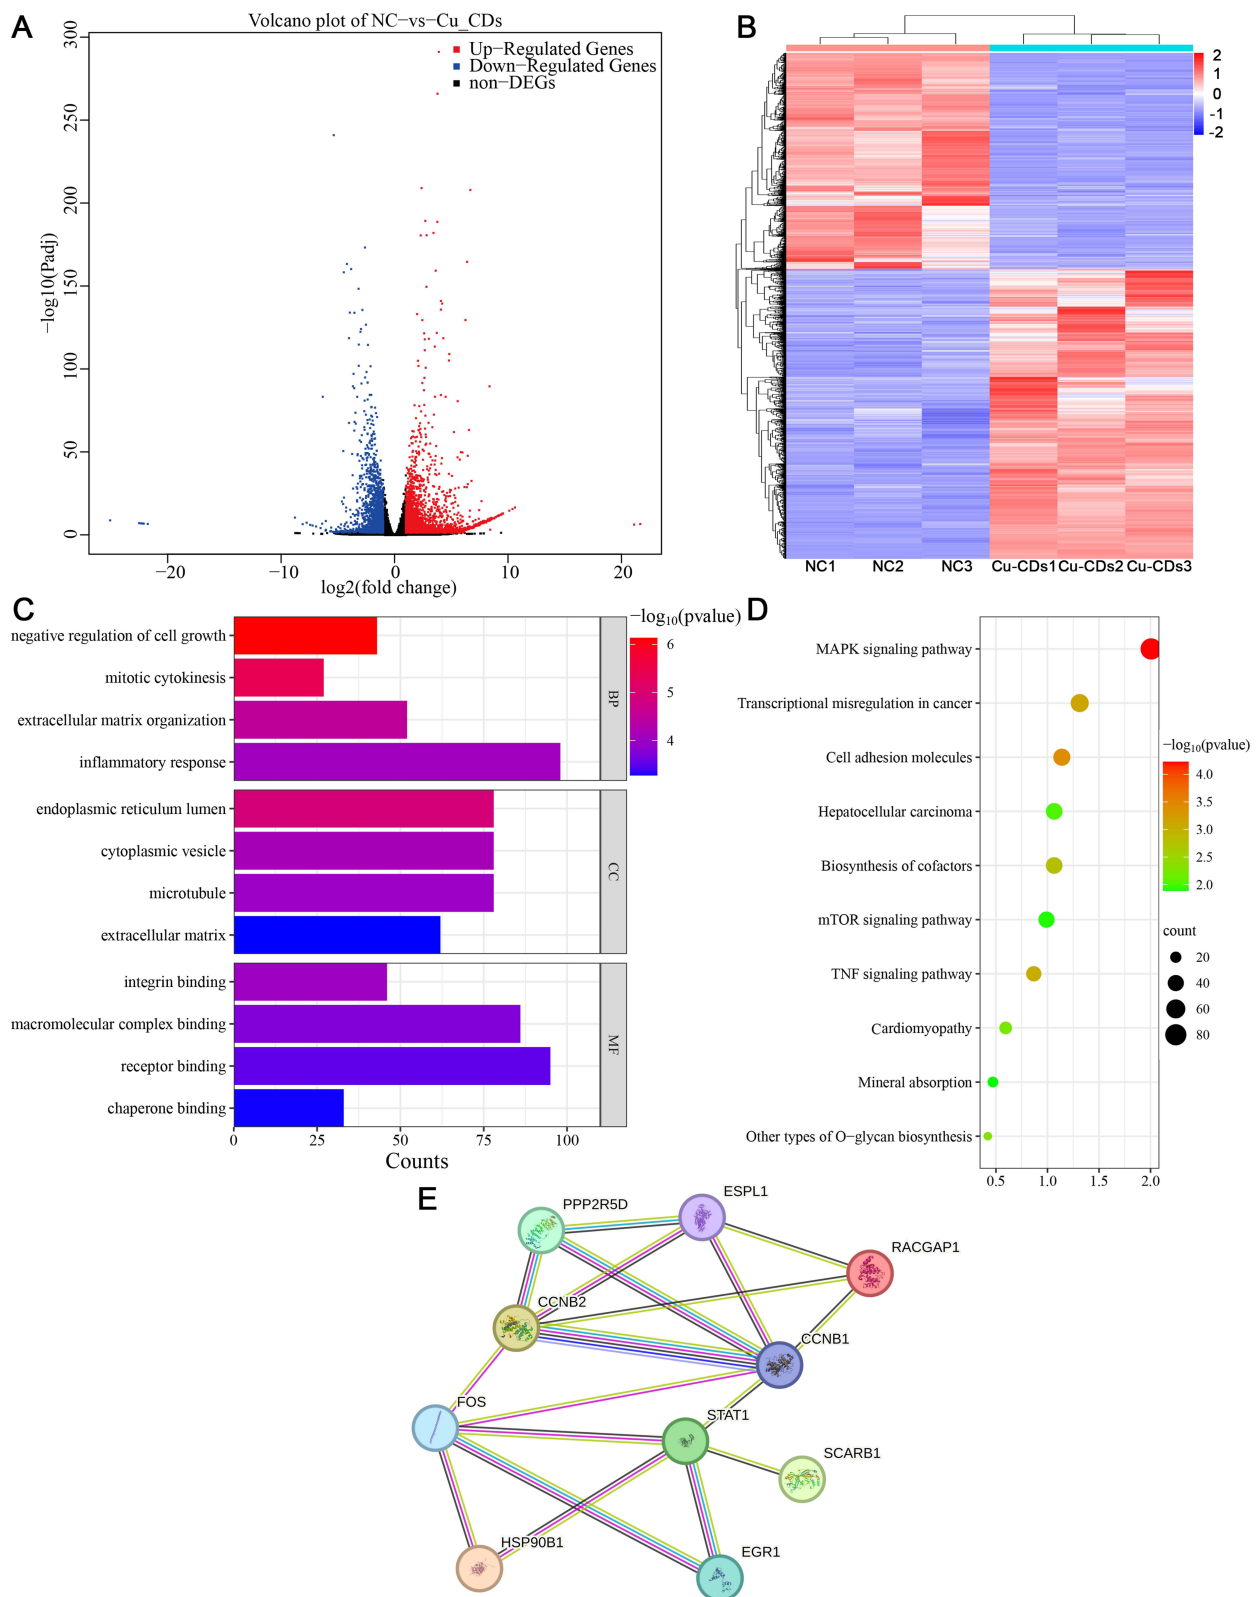 A
Volcano plot of NC−vs−Cu_CDs
Up−Regulated Genes
Down−Regulated Genes
non−DEGs
−log10(Padj)
300
250
200
150
100
50
0
−20
−10
0
10
20
log2(fold change)
B
2
1
0
-1
-2
NC1
NC2
NC3
Cu-CDs1
Cu-CDs2
Cu-CDs3
C
−log10(pvalue)
6
5
4
negative regulation of cell growth
mitotic cytokinesis
extracellular matrix organization
inflammatory response
BP
endoplasmic reticulum lumen
cytoplasmic vesicle
microtubule
extracellular matrix
CC
integrin binding
macromolecular complex binding
receptor binding
chaperone binding
MF
0
25
50
75
100
Counts
D
MAPK signaling pathway
Transcriptional misregulation in cancer
Cell adhesion molecules
Hepatocellular carcinoma
Biosynthesis of cofactors
mTOR signaling pathway
TNF signaling pathway
Cardiomyopathy
Mineral absorption
Other types of O−glycan biosynthesis
0.5
1.0
1.5
2.0
−log10(pvalue)
4.0
3.5
3.0
2.5
2.0
count
20
40
60
80
E
PPP2R5D
ESPL1
RACGAP1
CCNB2
CCNB1
FOS
STAT1
SCARB1
HSP90B1
EGR1